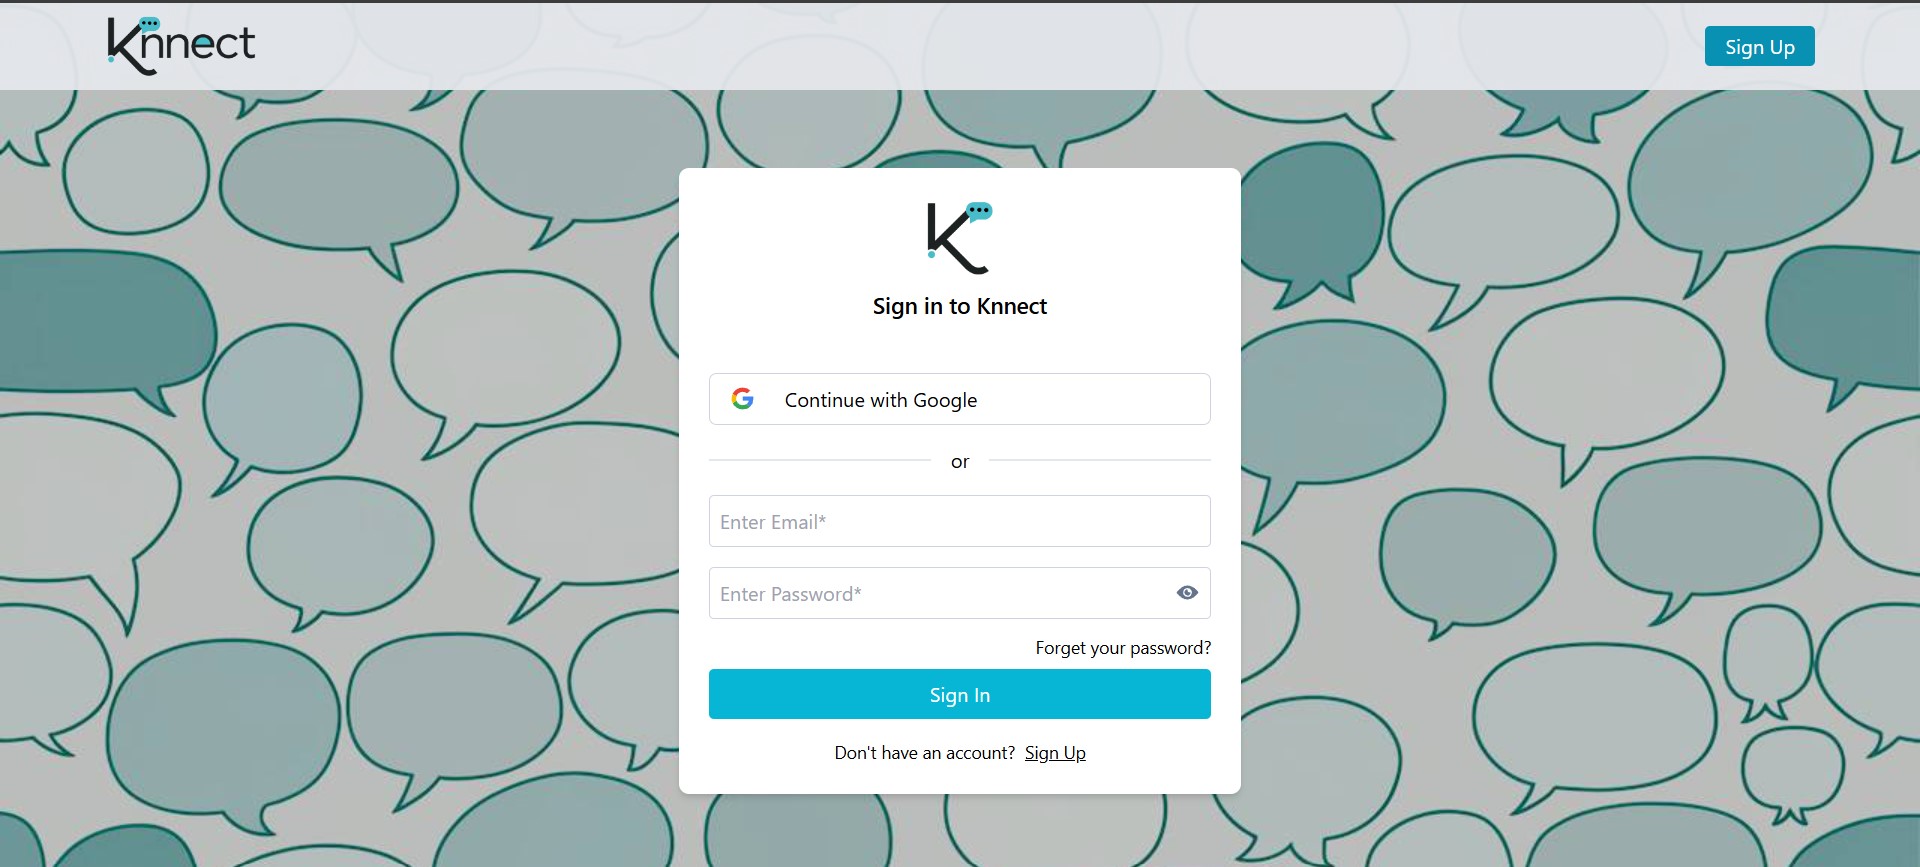 Knnect
Sign Up
K
Sign in to Knnect
Continue with Google
or
Enter Email*
Enter Password*
Forget your password?
Sign In
Don't have an account? Sign Up